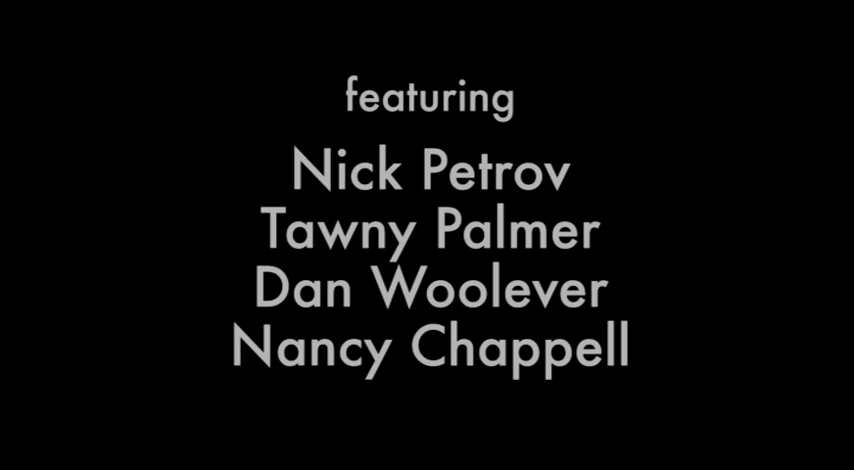 featuring
Nick Petrov
Tawny Palmer
Dan Woolever
Nancy Chappell